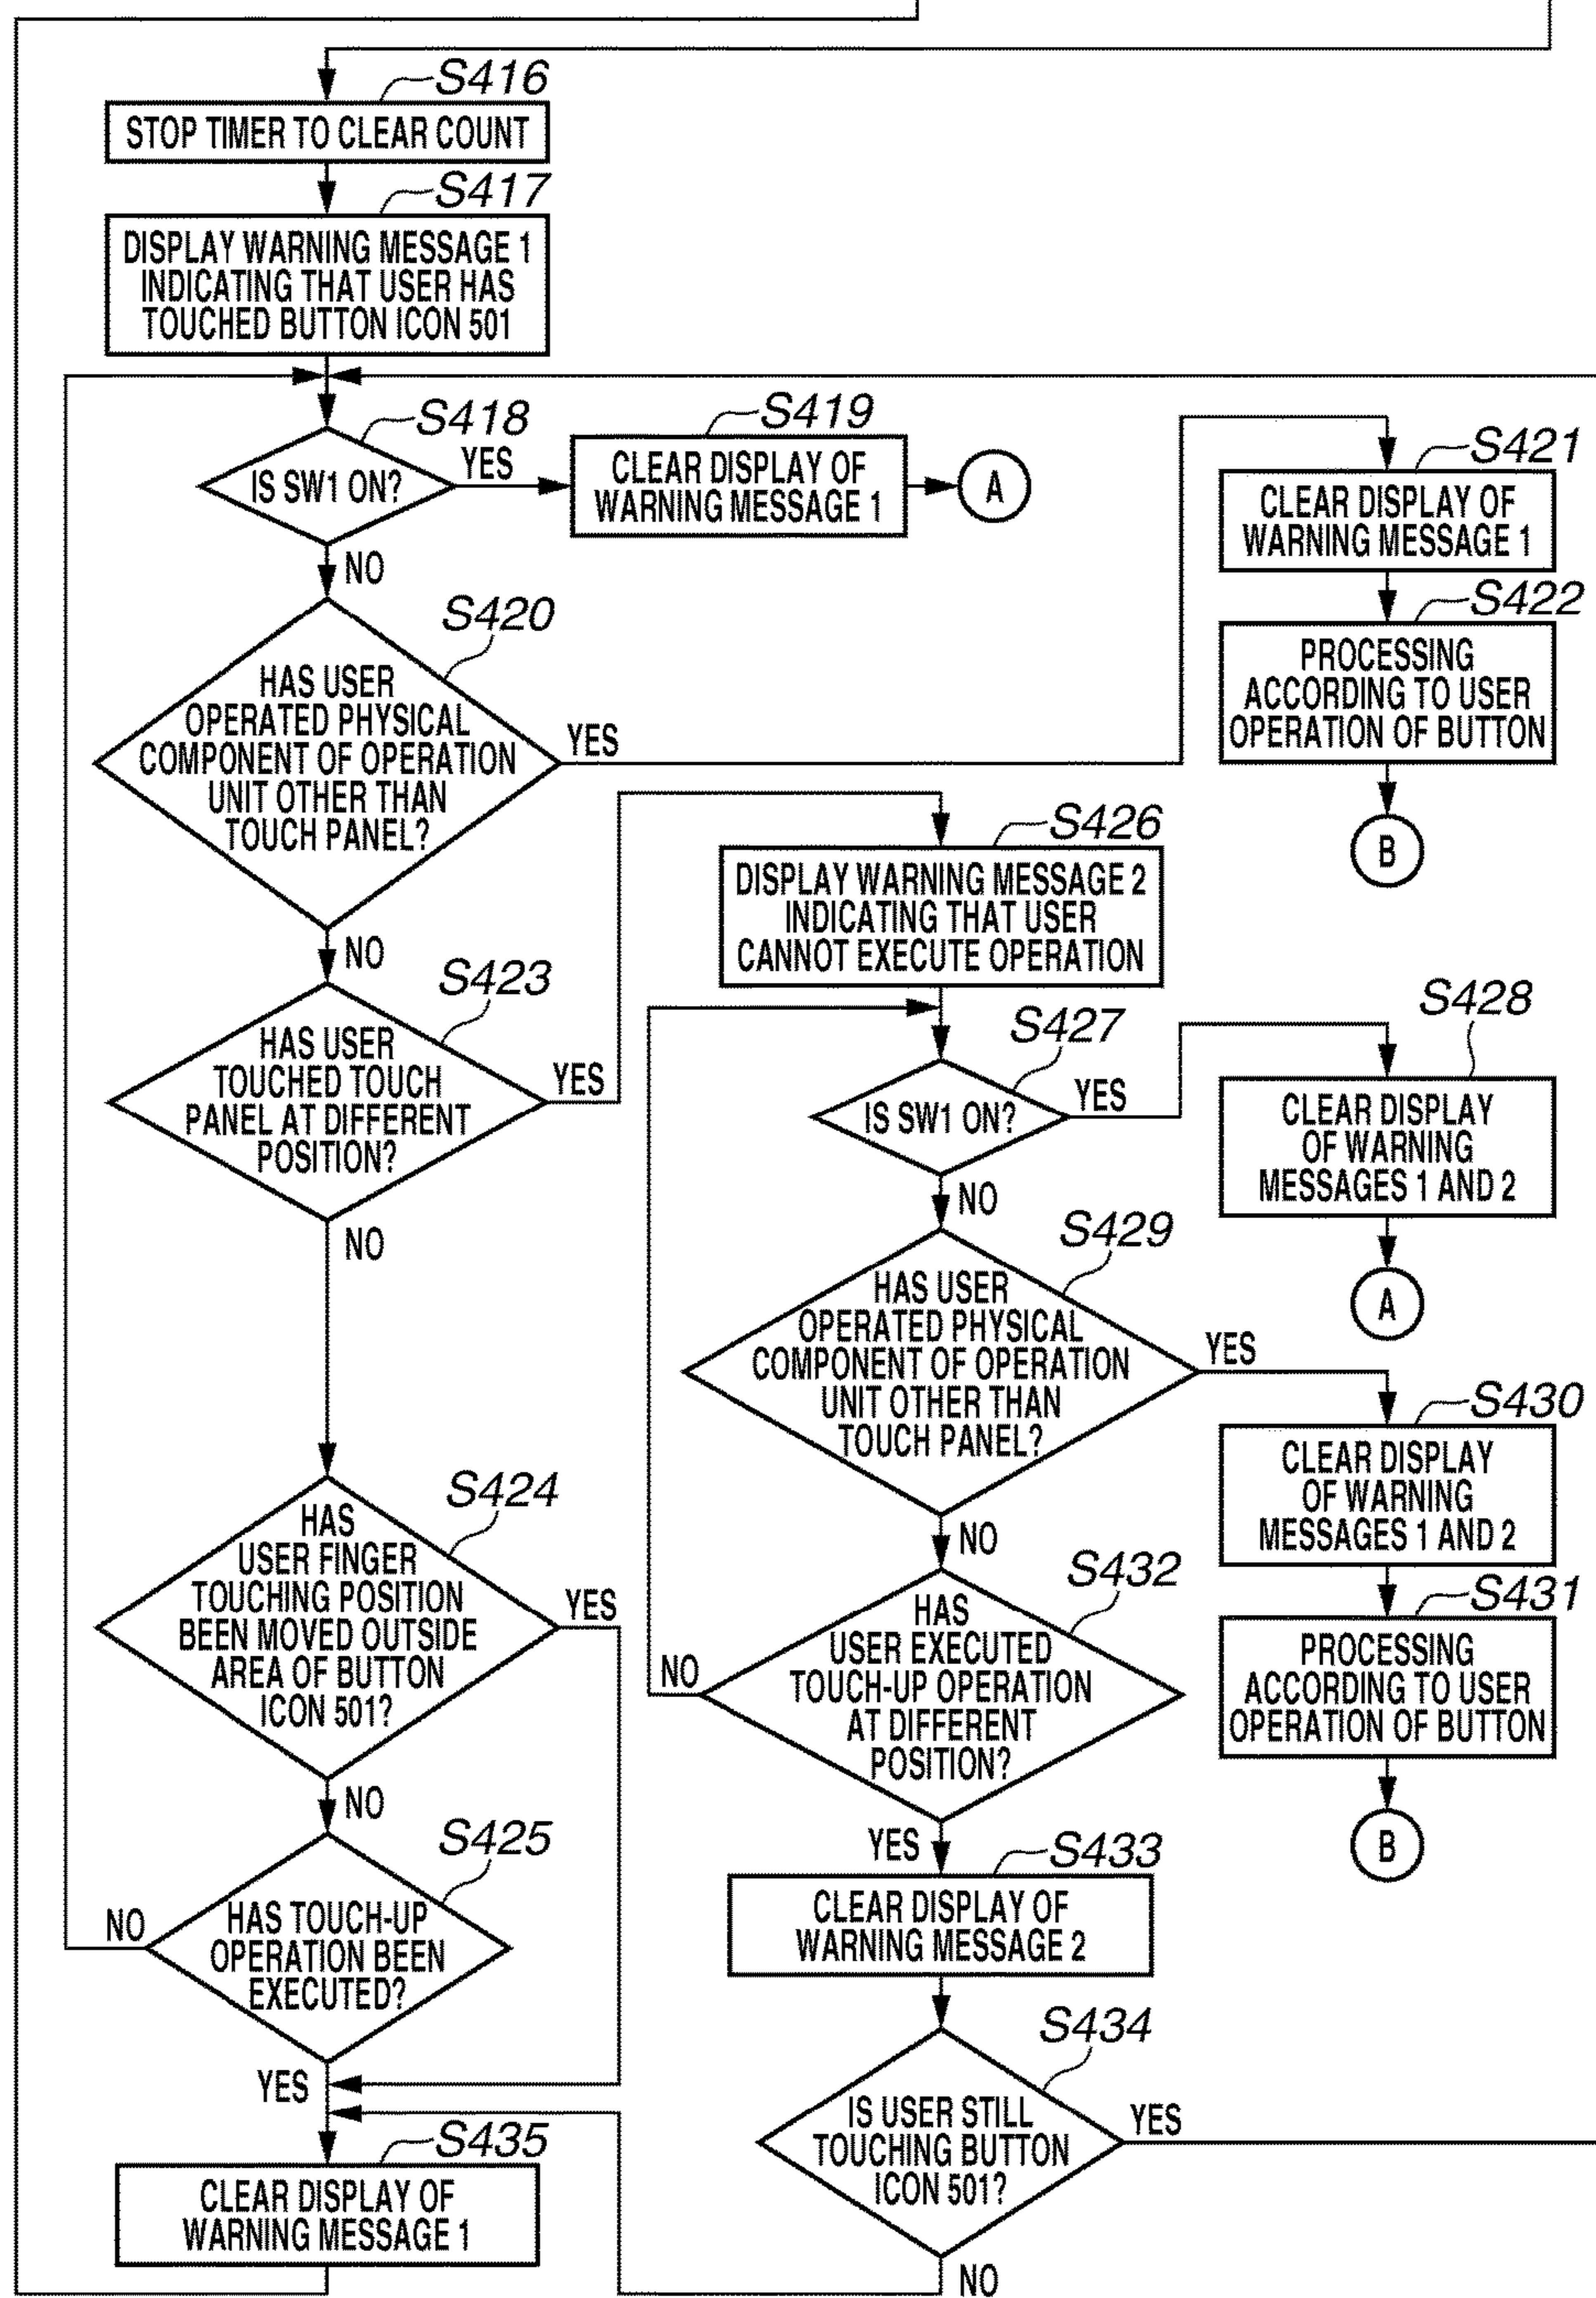 S416
STOP TIMER TO CLEAR COUNT
S417
DISPLAY WARNING MESSAGE 1
INDICATING THAT USER HAS
TOUCHED BUTTON ICON 501
S418
IS SW1 ON?
YES
NO
S419
CLEAR DISPLAY OF
WARNING MESSAGE 1
A
S420
HAS USER
OPERATED PHYSICAL
COMPONENT OF OPERATION
UNIT OTHER THAN
TOUCH PANEL?
YES
NO
S421
CLEAR DISPLAY OF
WARNING MESSAGE 1
S422
PROCESSING
ACCORDING TO USER
OPERATION OF BUTTON
B
S423
HAS USER
TOUCHED TOUCH
PANEL AT DIFFERENT
POSITION?
YES
NO
S424
HAS
USER FINGER
TOUCHING POSITION
BEEN MOVED OUTSIDE
AREA OF BUTTON
ICON 501?
YES
NO
S425
HAS TOUCH-UP
OPERATION BEEN
EXECUTED?
NO
YES
S426
DISPLAY WARNING MESSAGE 2
INDICATING THAT USER
CANNOT EXECUTE OPERATION
S427
IS SW1 ON?
YES
NO
S428
CLEAR DISPLAY
OF WARNING
MESSAGES 1 AND 2
A
S429
HAS USER
OPERATED PHYSICAL
COMPONENT OF OPERATION
UNIT OTHER THAN
TOUCH PANEL?
YES
NO
S430
CLEAR DISPLAY
OF WARNING
MESSAGES 1 AND 2
S431
PROCESSING
ACCORDING TO USER
OPERATION OF BUTTON
B
S432
HAS
USER EXECUTED
TOUCH-UP OPERATION
AT DIFFERENT
POSITION?
NO
YES
S433
CLEAR DISPLAY OF
WARNING MESSAGE 2
S434
IS USER STILL
TOUCHING BUTTON
ICON 501?
YES
NO
S435
CLEAR DISPLAY OF
WARNING MESSAGE 1